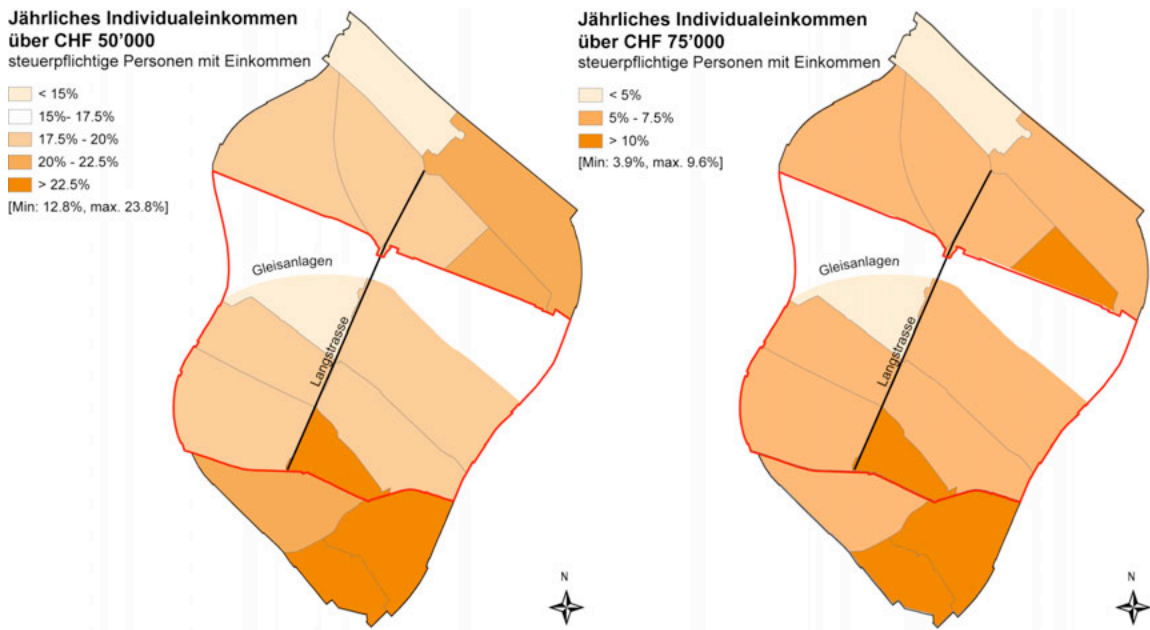 Jährliches Individualeinkommen
über CHF 50’000
steuerpflichtige Personen mit Einkommen
< 15%
15%- 17.5%
17.5% - 20%
20% - 22.5%
> 22.5%
[Min: 12.8%, max. 23.8%]
Gleisanlagen
Langstrasse
N
Jährliches Individualeinkommen
über CHF 75’000
steuerpflichtige Personen mit Einkommen
< 5%
5% - 7.5%
> 10%
[Min: 3.9%, max. 9.6%]
Gleisanlagen
Langstrasse
N